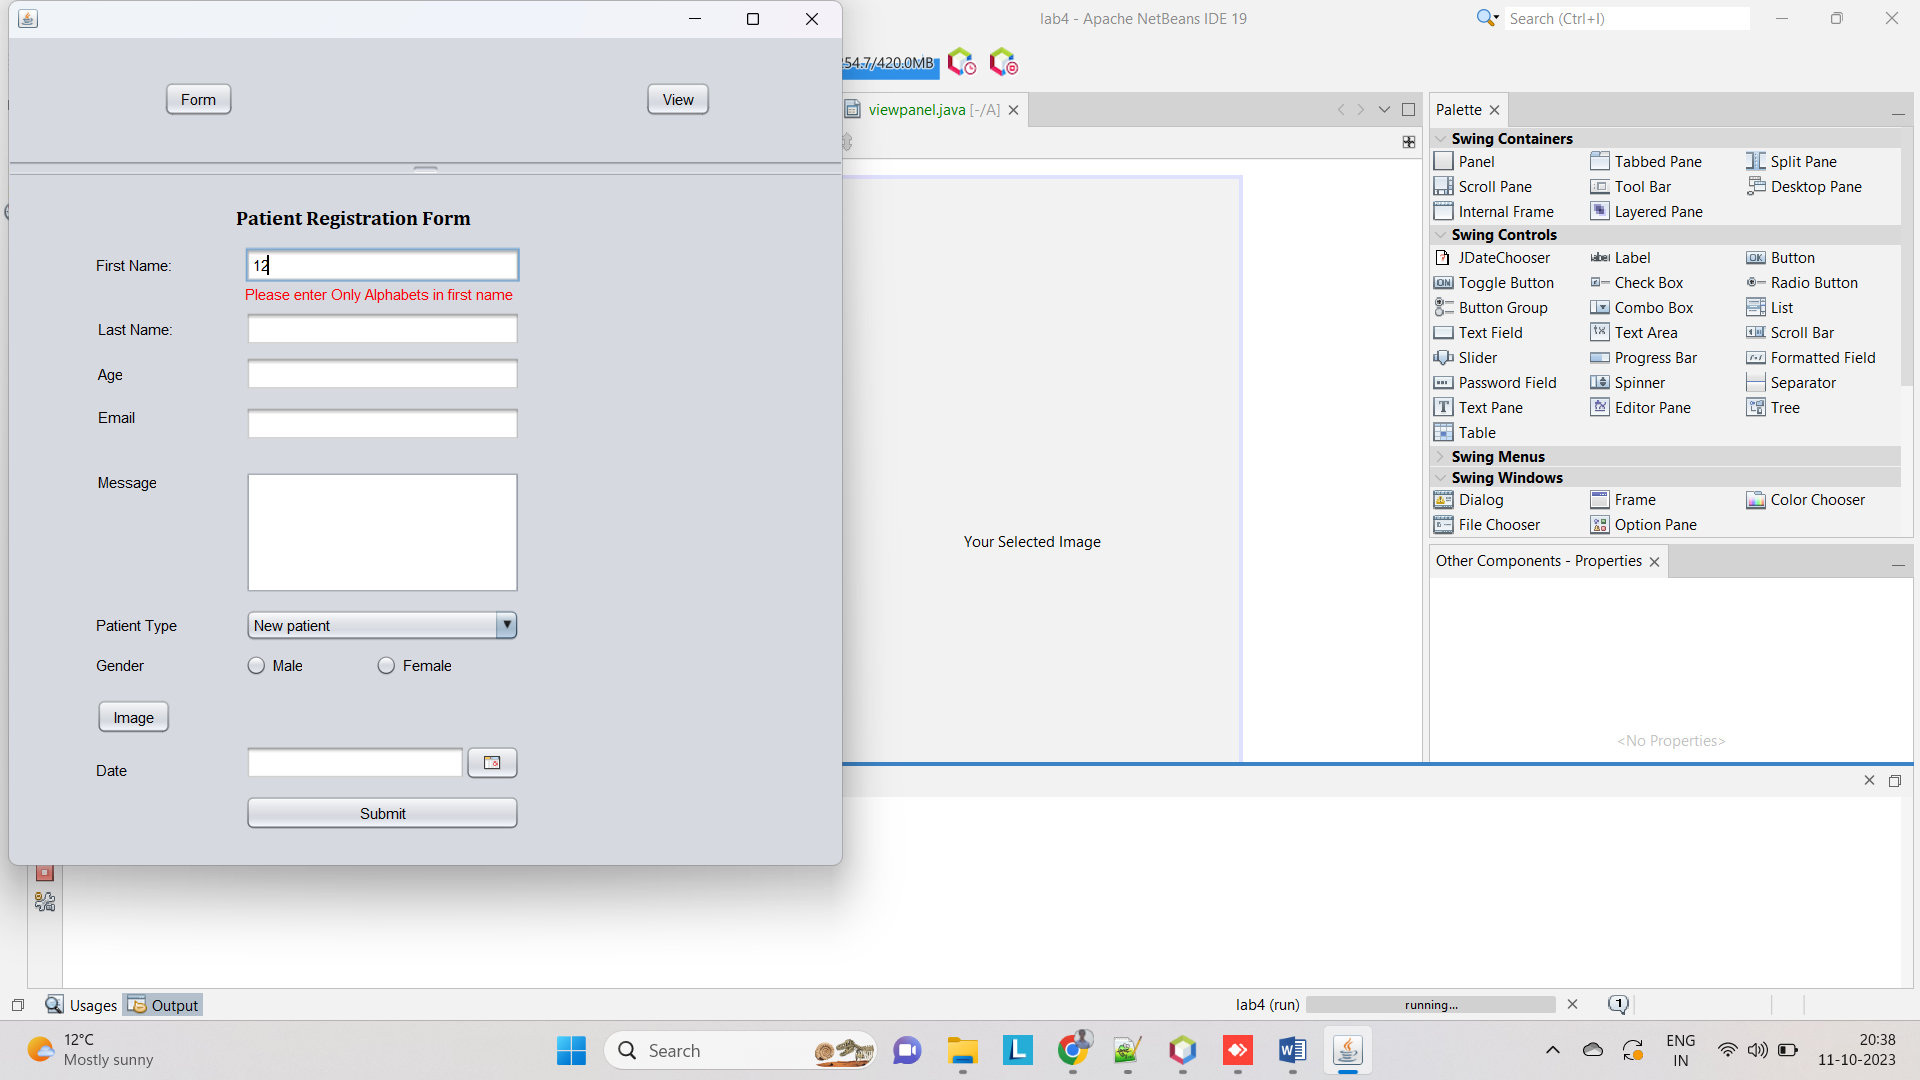 lab4 - Apache NetBeans IDE 19
Search (Ctrl+I)
254.7/420.0MB
Form
View
viewpanel.java [-/A]
Palette
Swing Containers
Panel Tabbed Pane Split Pane
Scroll Pane Tool Bar Desktop Pane
Internal Frame Layered Pane
Swing Controls
JDateChooser Label Button
Toggle Button Check Box Radio Button
Button Group Combo Box List
Text Field Text Area Scroll Bar
Slider Progress Bar Formatted Field
Password Field Spinner Separator
Text Pane Editor Pane Tree
Table
Swing Menus
Swing Windows
Dialog Frame Color Chooser
File Chooser Option Pane
Other Components - Properties
<No Properties>
Patient Registration Form
First Name: 12
Please enter Only Alphabets in first name
Last Name:
Age
Email
Message
Patient Type New patient
Gender Male Female
Image
Date
Submit
Your Selected Image
Usages Output
lab4 (run) running... 1
12°C
Mostly sunny
Search
ENG
IN
20:38
11-10-2023